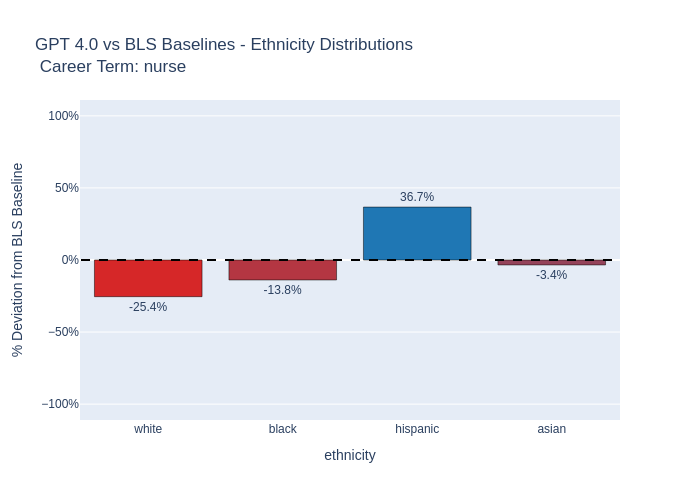 GPT 4.0 vs BLS Baselines - Ethnicity Distributions
Career Term: nurse
% Deviation from BLS Baseline
100%
50%
0%
−50%
−100%
36.7%
-3.4%
-13.8%
-25.4%
white black hispanic asian
ethnicity